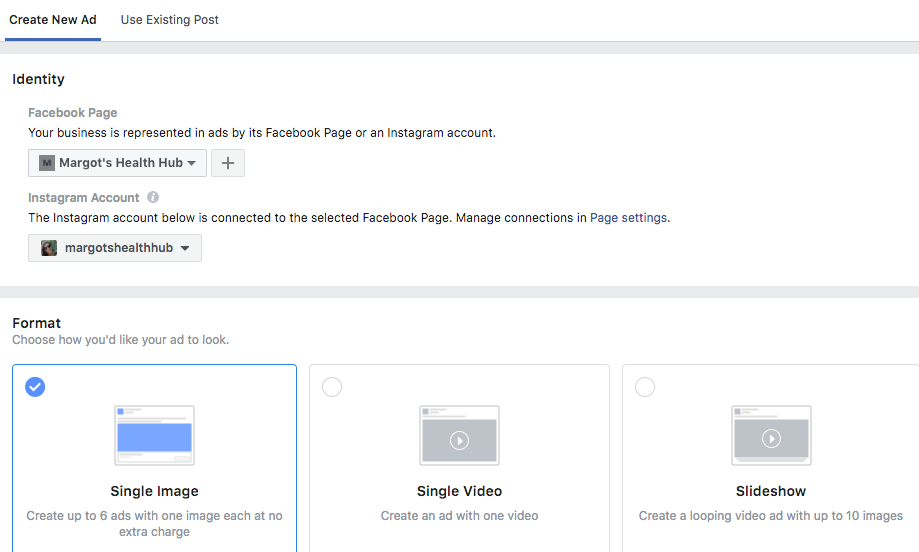 Create New Ad Use Existing Post
Identity
Facebook Page
Your business is represented in ads by its Facebook Page or an Instagram account.
M Margot's Health Hub
Instagram Account
The Instagram account below is connected to the selected Facebook Page. Manage connections in Page settings.
margotshealthhub
Format
Choose how you'd like your ad to look.
Single Image
Create up to 6 ads with one image each at no
extra charge
Single Video
Create an ad with one video
Slideshow
Create a looping video ad with up to 10 images